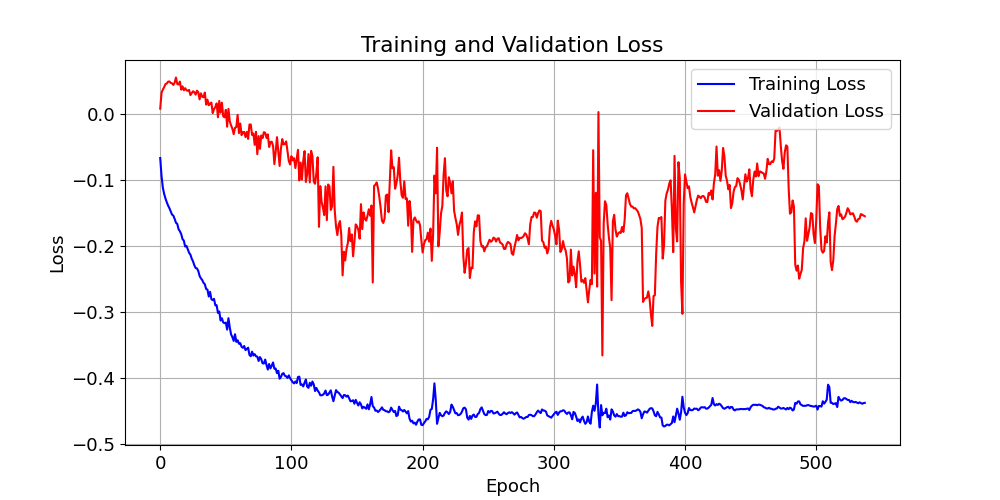 Training and Validation Loss
Training Loss
Validation Loss
0.0
−0.1
−0.2
−0.3
−0.4
−0.5
Loss
0 100 200 300 400 500
Epoch